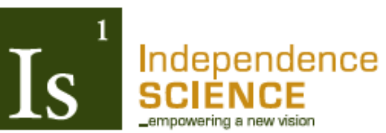 1
Is
Independence
SCIENCE
_empowering a new vision